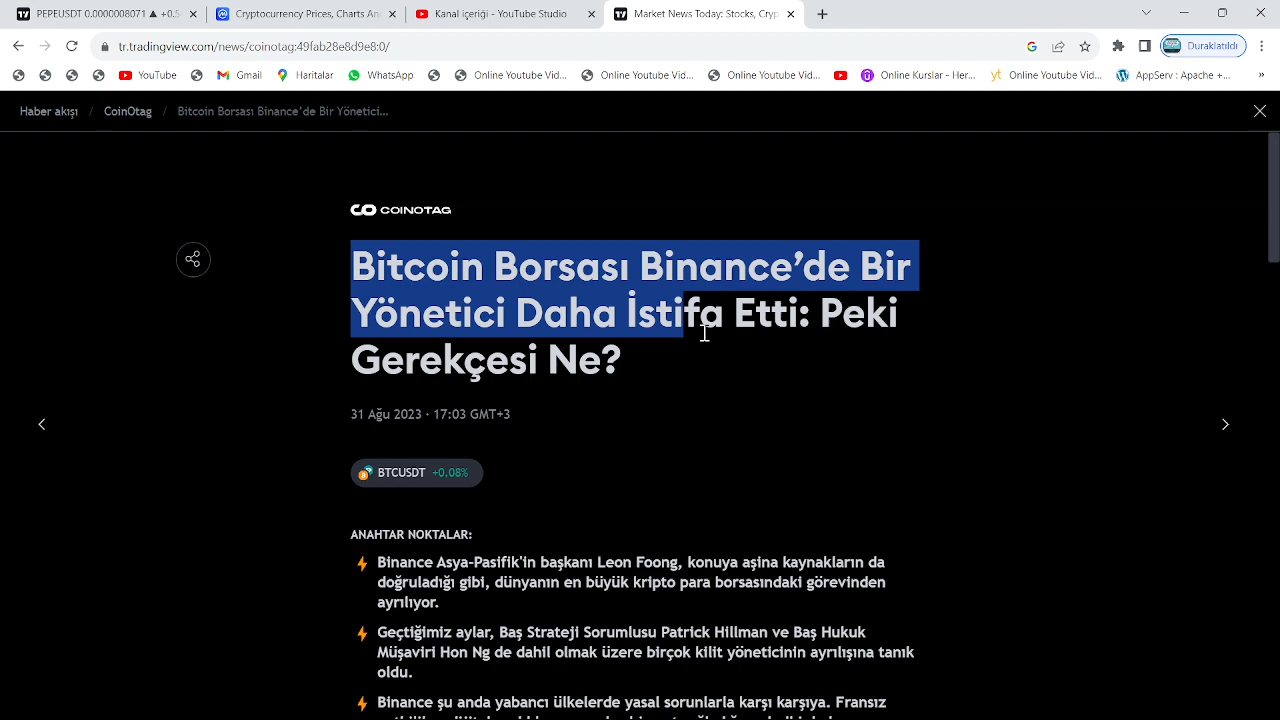 PEPEUSDT 0.0000008071 ▲ +0.5
Cryptocurrency Prices, Charts An
Kanal içeriği - YouTube Studio
Market News Today: Stocks, Cryp
tr.tradingview.com/news/coinotag:49fab28e8d9e8:0/
Duraklatıldı
YouTube
Gmail
Haritalar
WhatsApp
Online Youtube Vid...
Online Youtube Vid...
Online Youtube Vid...
Online Kurslar - Her...
yt Online Youtube Vid...
AppServ : Apache +...
Haber akışı / CoinOtag / Bitcoin Borsası Binance'de Bir Yönetici...
COINOTAG
Bitcoin Borsası Binance’de Bir
Yönetici Daha İstifa Etti: Peki
Gerekçesi Ne?
31 Ağu 2023 · 17:03 GMT+3
BTCUSDT +0.08%
ANAHTAR NOKTALAR:
Binance Asya-Pasifik'in başkanı Leon Foong, konuya aşina kaynakların da
doğruladığı gibi, dünyanın en büyük kripto para borsasındaki görevinden
ayrılıyor.
Geçtiğimiz aylar, Baş Strateji Sorumlusu Patrick Hillman ve Baş Hukuk
Müşaviri Hon Ng de dahil olmak üzere birçok kilit yöneticinin ayrılışına tanık
oldu.
Binance şu anda yabancı ülkelerde yasal sorunlarla karşı karşıya. Fransız